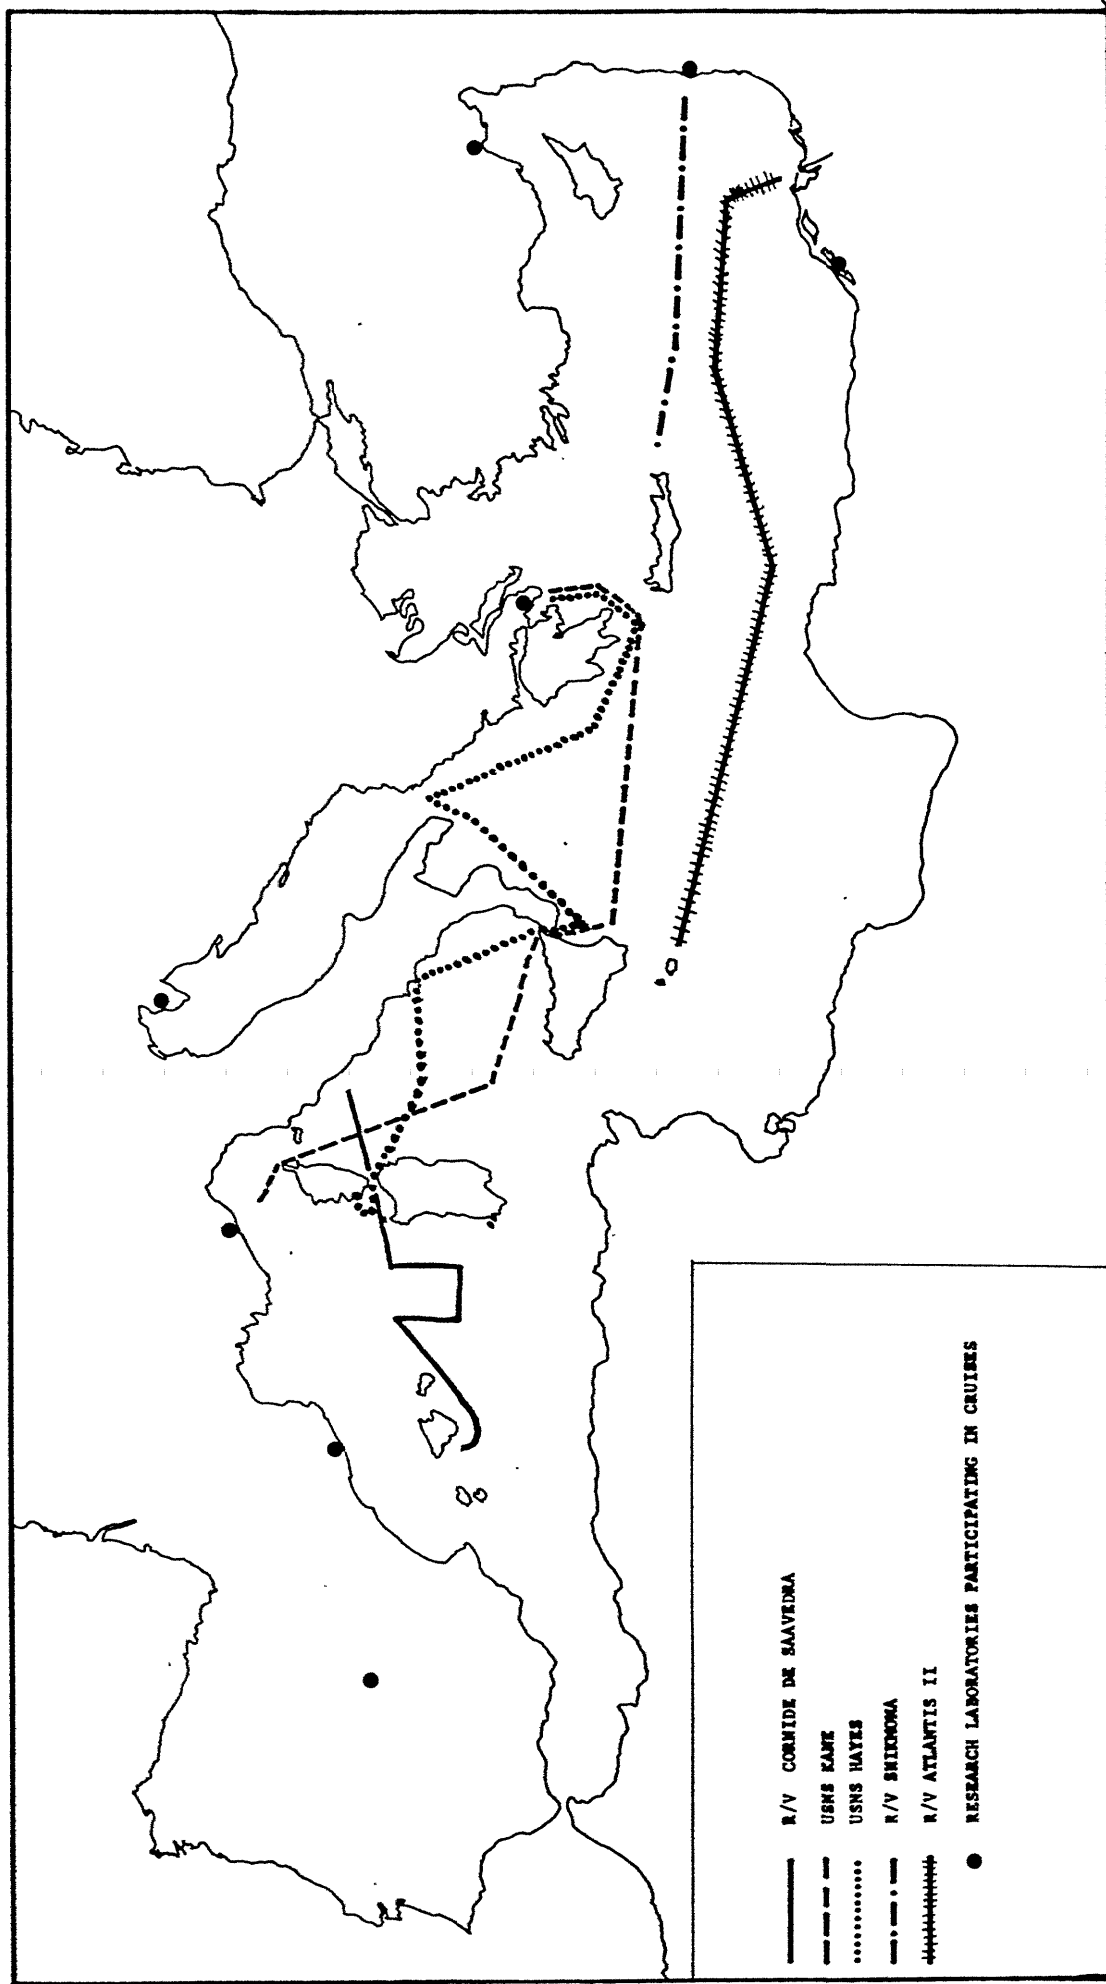 R/V CORNIDE DE SAAVEDRA
USNS KANE
USNS HAYES
R/V SHIKMONA
R/V ATLANTIS II
RESEARCH LABORATORIES PARTICIPATING IN CRUISES